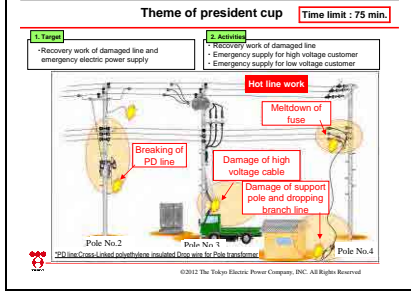 Theme of president cup
Time limit : 75 min.
1. Target
・Recovery work of damaged line and
emergency electric power supply
2. Activities
・Recovery work of damaged line
・Emergency supply for high voltage customer
・Emergency supply for low voltage customer
Hot line work
Meltdown of
fuse
Breaking of
PD line
Damage of high
voltage cable
Damage of support
pole and dropping
branch line
Pole No.2
Pole No.3
Pole No.4
*PD line:Cross-Linked polyethylene insulated Drop wire for Pole transformer
©2012 The Tokyo Electric Power Company, INC. All Rights Reserved